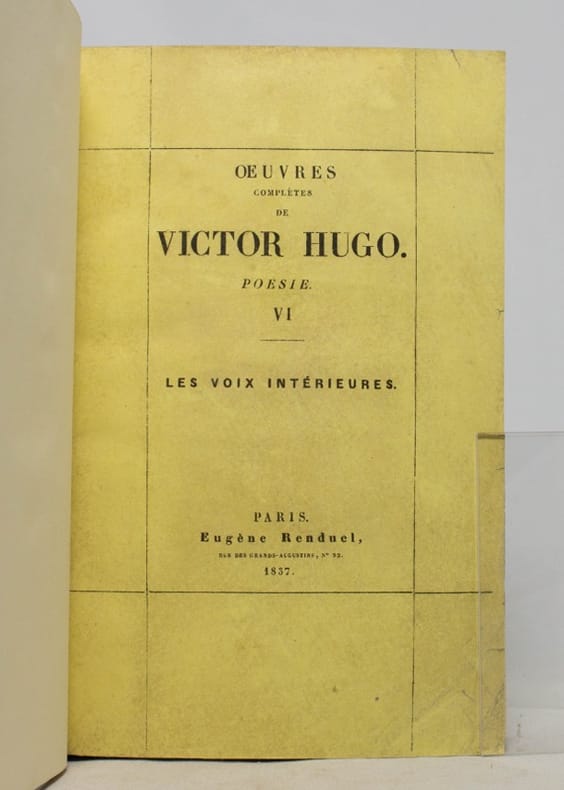 OEUVRES
COMPLÈTES
DE
VICTOR HUGO.
POESIE.
VI
LES VOIX INTÉRIEURES.
PARIS.
Eugène Renduel,
RUE DES GRANDS-AUGUSTINS, N° 22.
1837.